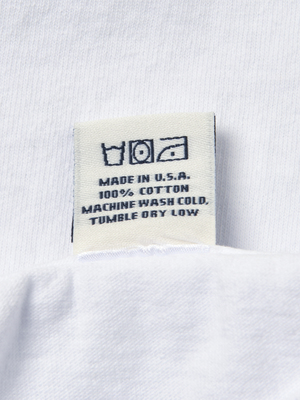 MADE IN U.S.A.
100% COTTON
MACHINE WASH COLD,
TUMBLE DRY LOW